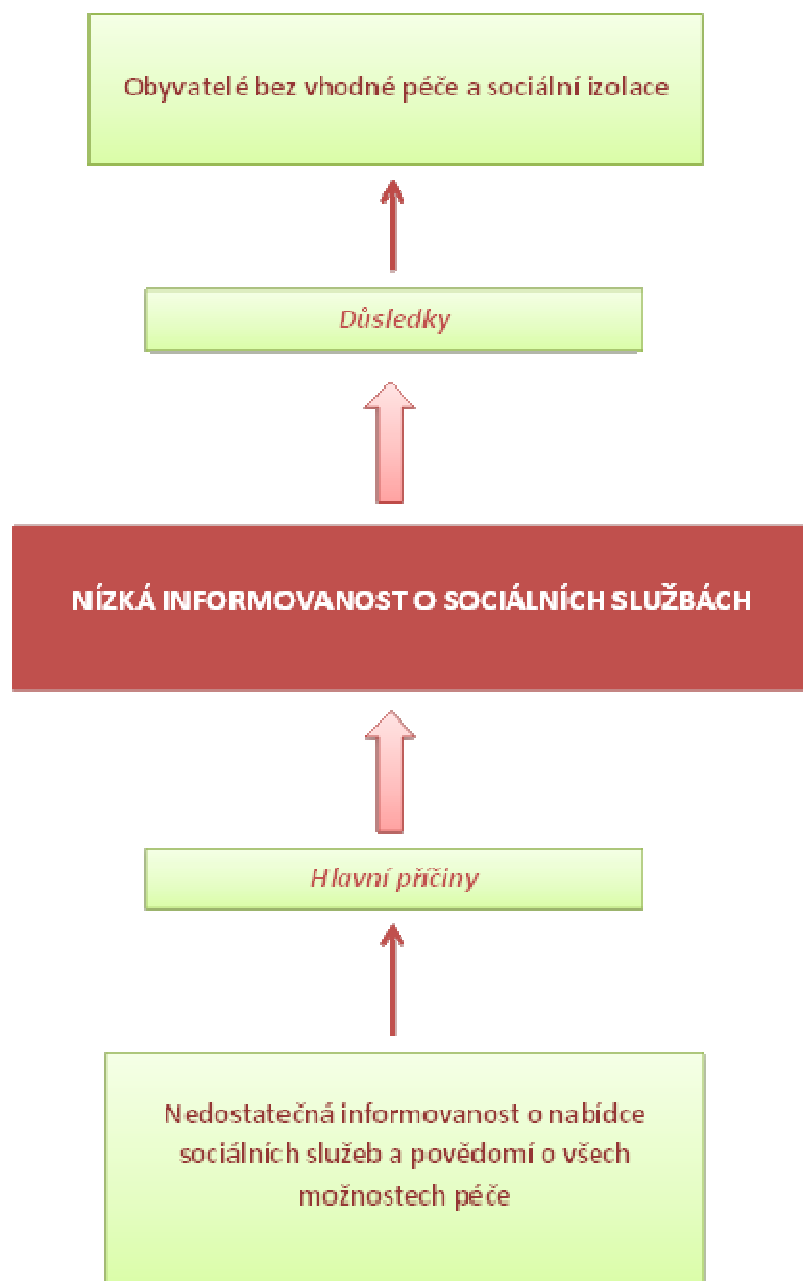 Obyvatelé bez vhodné péče a sociální izolace
Důsledky
NÍZKÁ INFORMOVANOST O SOCIÁLNÍCH SLUŽBÁCH
Hlavní příčiny
Nedostatečná informovanost o nabídce
sociálních služeb a povědomí o všech
možnostech péče